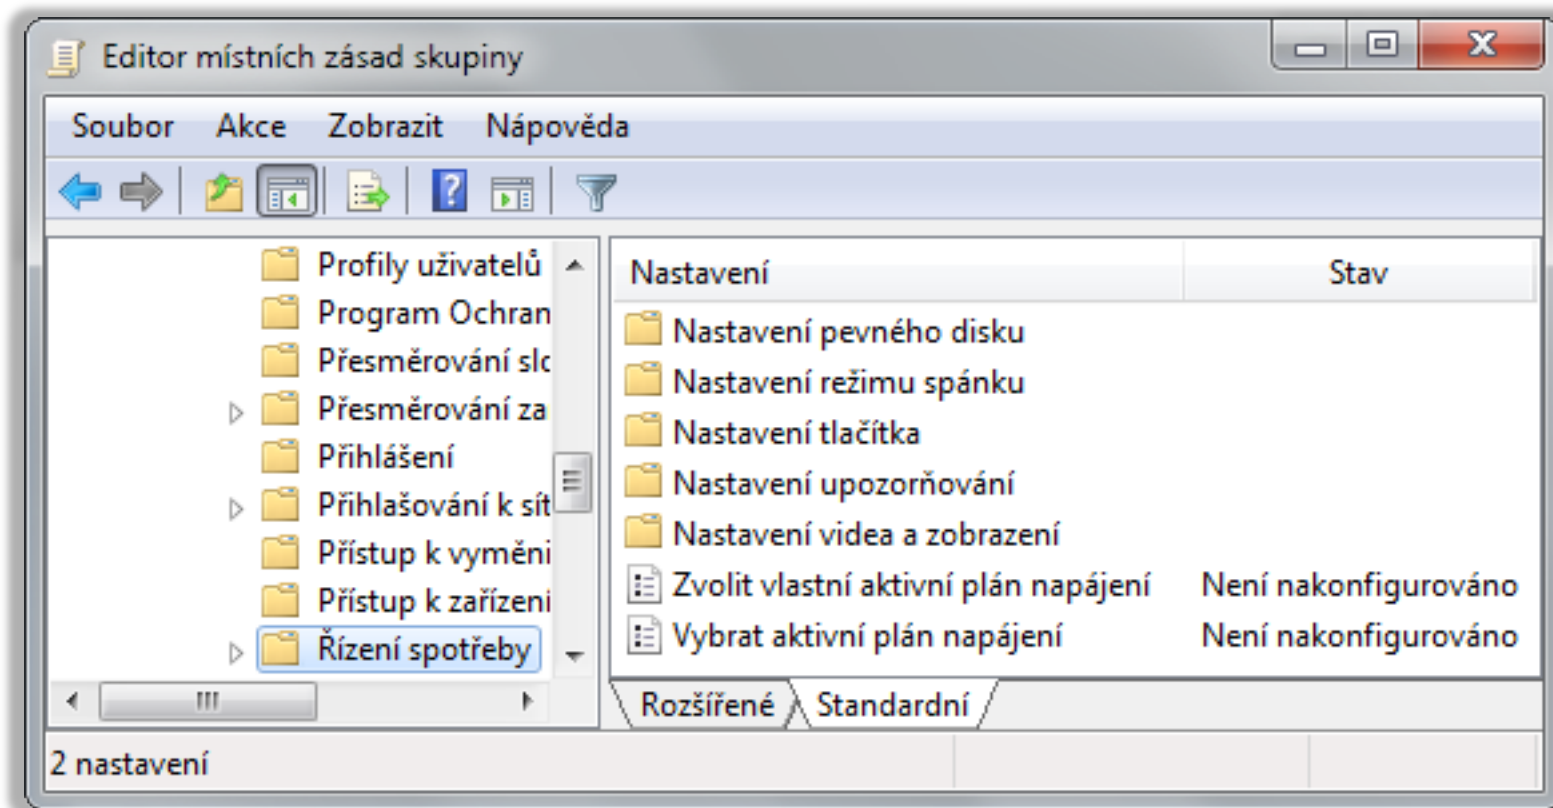 Editor místních zásad skupiny
Soubor Akce Zobrazit Nápověda
Profily uživatelů
Program Ochran
Přesměrování slo
Přesměrování za
Přihlášení
Přihlašování k sít
Přístup k vyměni
Přístup k zařízeni
Řízení spotřeby
Nastavení Stav
Nastavení pevného disku
Nastavení režimu spánku
Nastavení tlačítka
Nastavení upozorňování
Nastavení videa a zobrazení
Zvolit vlastní aktivní plán napájení Není nakonfigurováno
Vybrat aktivní plán napájení Není nakonfigurováno
Rozšířené Standardní
2 nastavení